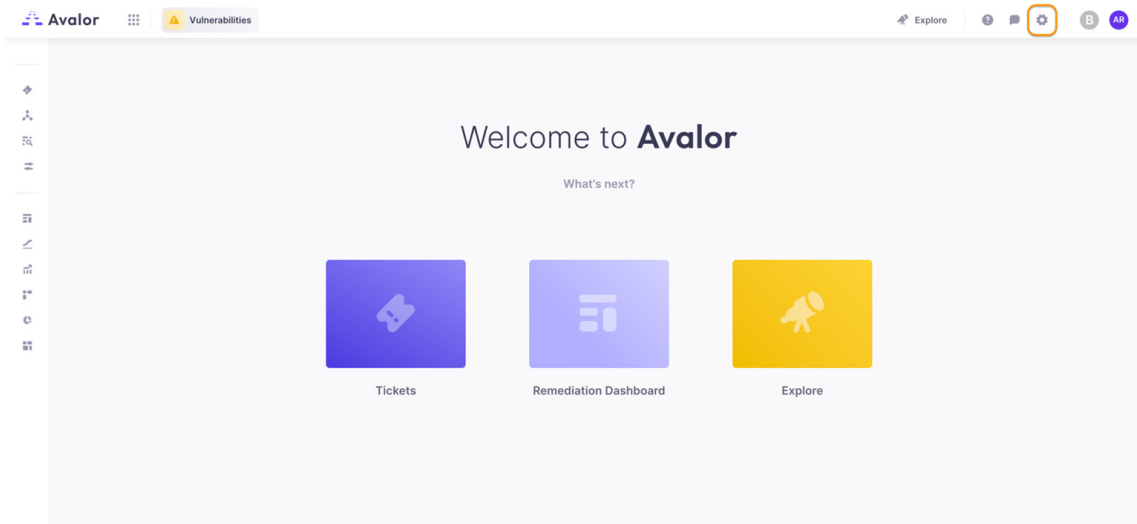 Avalor
Vulnerabilities
Explore
B
AR
Welcome to Avalor
What's next?
Tickets
Remediation Dashboard
Explore